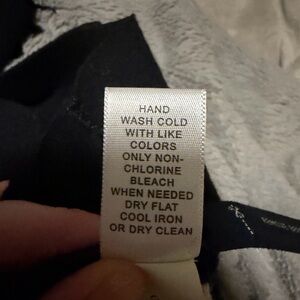 HAND
WASH COLD
WITH LIKE
COLORS
ONLY NON-
CHLORINE
BLEACH
WHEN NEEDED
DRY FLAT
COOL IRON
OR DRY CLEAN